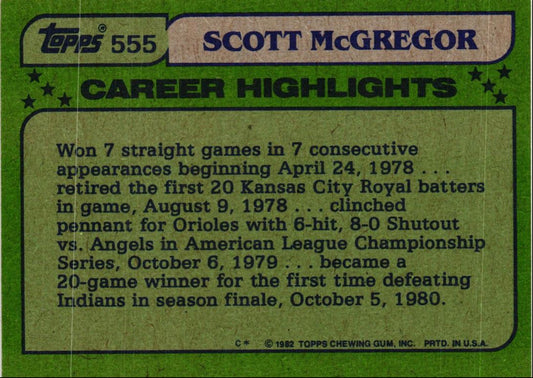 Topps® 555 SCOTT McGREGOR
CAREER HIGHLIGHTS
Won 7 straight games in 7 consecutive
appearances beginning April 24, 1978 . . .
retired the first 20 Kansas City Royal batters
in game, August 9, 1978 . . . clinched
pennant for Orioles with 6-hit, 8-0 Shutout
vs. Angels in American League Championship
Series, October 6, 1979 . . . became a
20-game winner for the first time defeating
Indians in season finale, October 5, 1980.
C* © 1982 TOPPS CHEWING GUM, INC. PRTD. IN U.S.A.